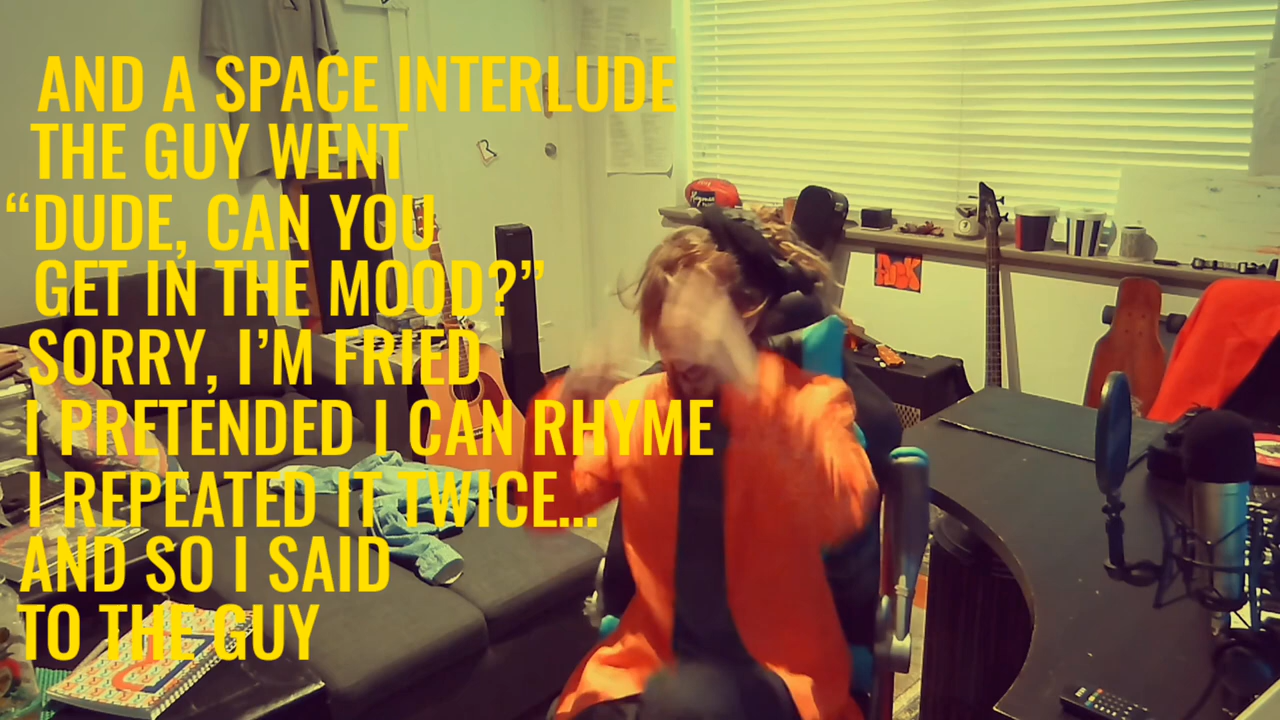 AND A SPACE INTERLUDE
THE GUY WENT
“DUDE, CAN YOU
GET IN THE MOOD?”
SORRY, I’M FRIED
I PRETENDED I CAN RHYME
I REPEATED IT TWICE...
AND SO I SAID
TO THE GUY